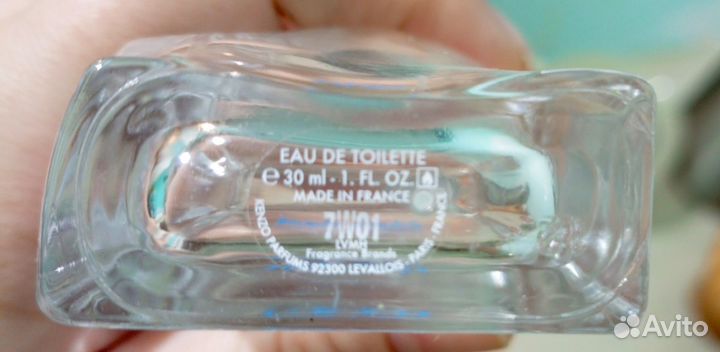 EAU DE TOILETTE
℮ 30 ml - 1. FL. OZ.
MADE IN FRANCE
7W01
LVMH
Fragrance Brands
KENZO PARFUMS 92300 LEVALLOIS - PARIS - FRANCE
Avito